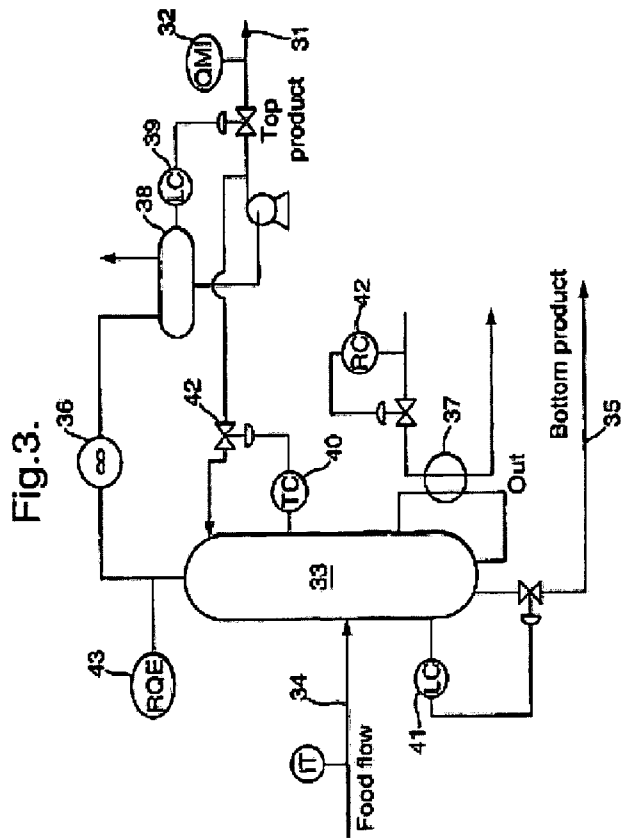 Fig.3.
36
38
39
32
LC
QMI
31
Top
product
∞
43
RQE
42
40
TC
33
34
IT
Food flow
41
LC
42
RC
37
Out
Bottom product
35